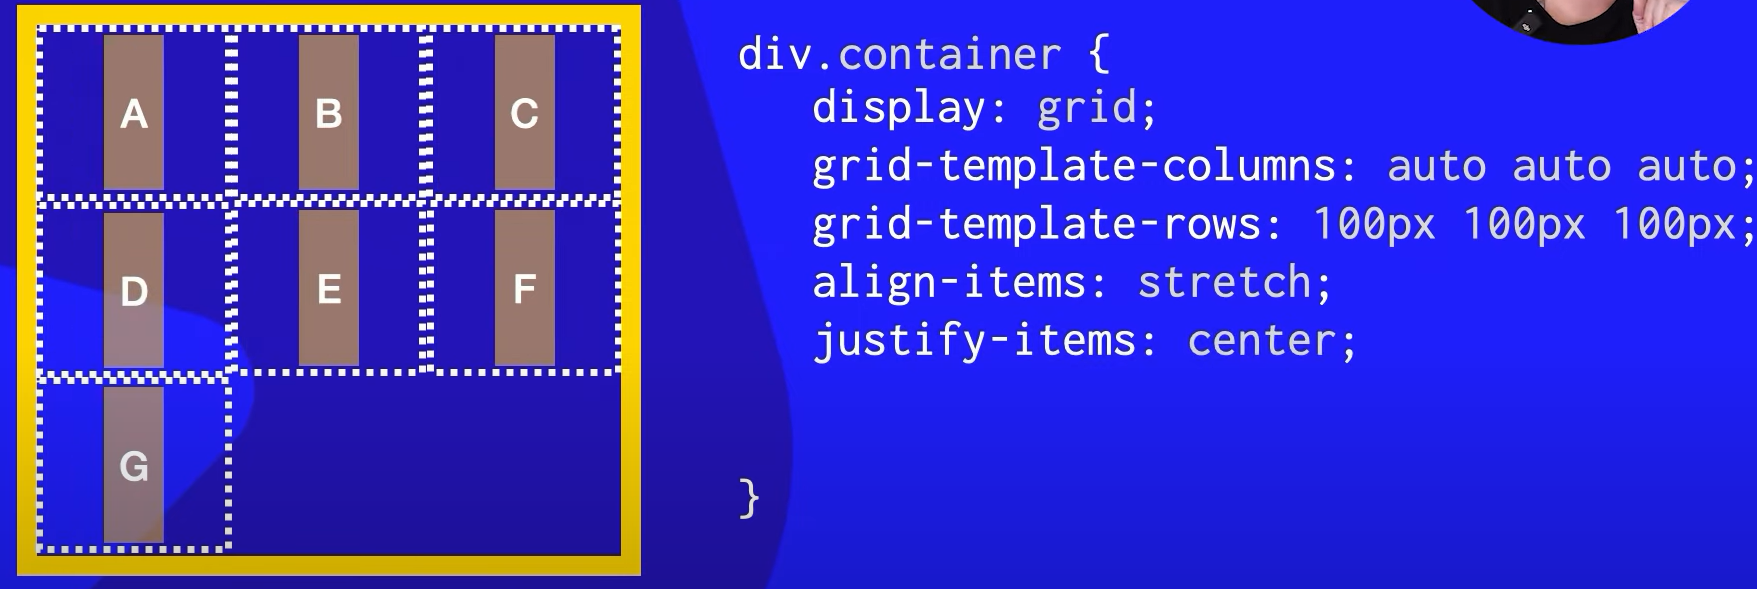 A B C
D E F
G
div.container {
display: grid;
grid-template-columns: auto auto auto;
grid-template-rows: 100px 100px 100px;
align-items: stretch;
justify-items: center;
}